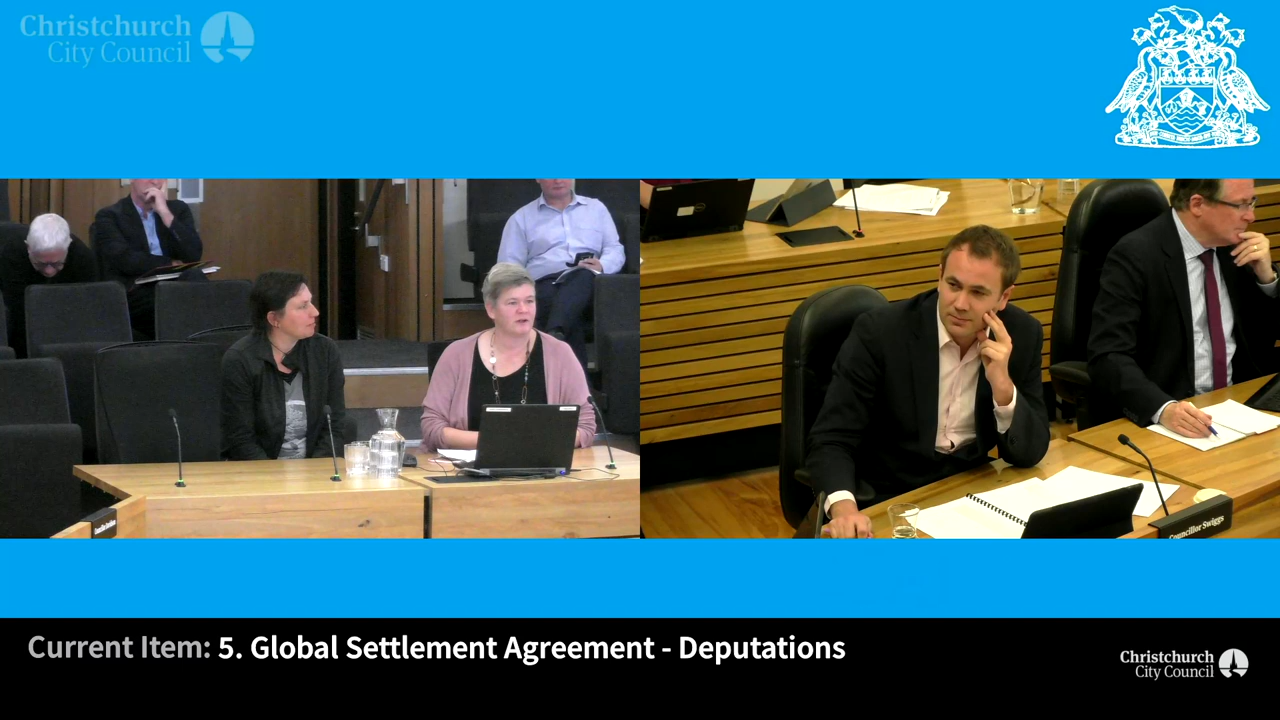 Christchurch
City Council
Councillor Swiggs
Current Item: 5. Global Settlement Agreement - Deputations
Christchurch
City Council